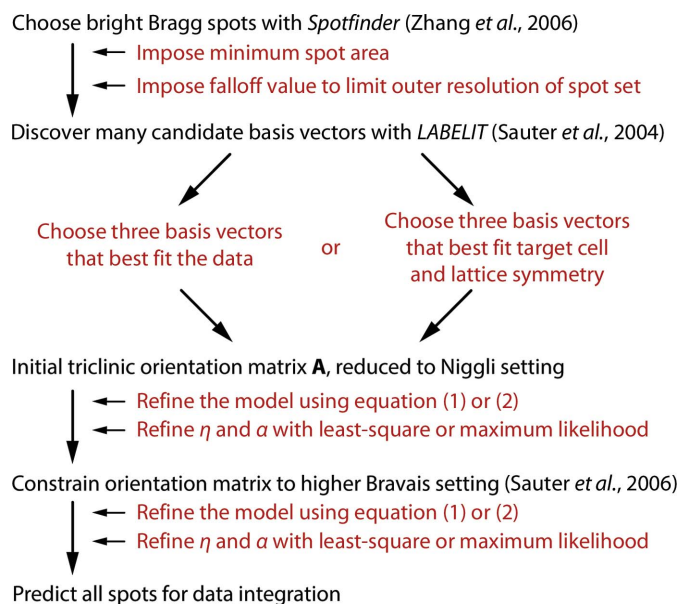 Choose bright Bragg spots with Spotfinder (Zhang et al., 2006)
Impose minimum spot area
Impose falloff value to limit outer resolution of spot set
Discover many candidate basis vectors with LABELIT (Sauter et al., 2004)
Choose three basis vectors
that best fit the data
or
Choose three basis vectors
that best fit target cell
and lattice symmetry
Initial triclinic orientation matrix A, reduced to Niggli setting
Refine the model using equation (1) or (2)
Refine η and α with least-square or maximum likelihood
Constrain orientation matrix to higher Bravais setting (Sauter et al., 2006)
Refine the model using equation (1) or (2)
Refine η and α with least-square or maximum likelihood
Predict all spots for data integration